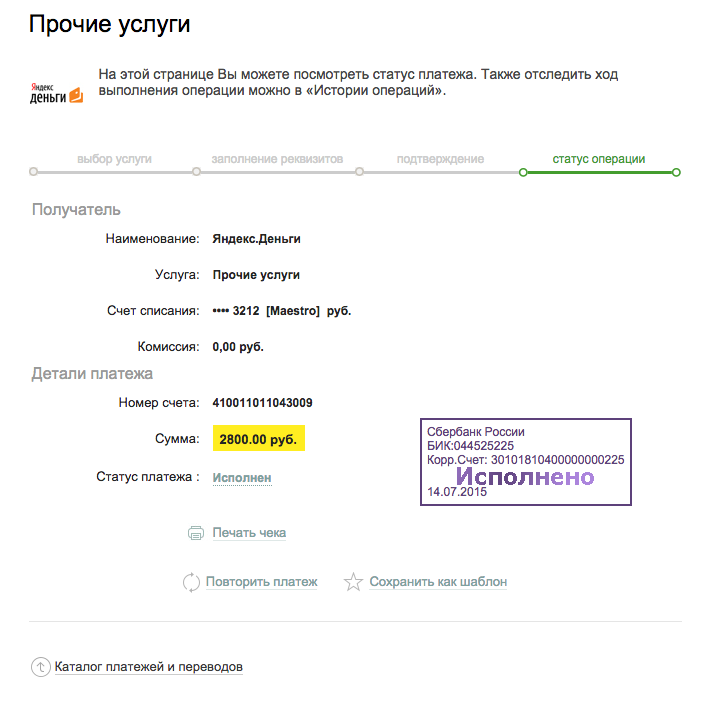 Прочие услуги
Яндекс
деньги
На этой странице Вы можете посмотреть статус платежа. Также отследить ход
выполнения операции можно в «Истории операций».
выбор услуги
заполнение реквизитов
подтверждение
статус операции
Получатель
Наименование: Яндекс.Деньги
Услуга: Прочие услуги
Счет списания: •••• 3212 [Maestro] руб.
Комиссия: 0,00 руб.
Детали платежа
Номер счета: 410011011043009
Сумма: 2800.00 руб.
Статус платежа : Исполнен
Сбербанк России
БИК:044525225
Корр.Счет: 30101810400000000225
Исполнено
14.07.2015
Печать чека
Повторить платеж
Сохранить как шаблон
Каталог платежей и переводов